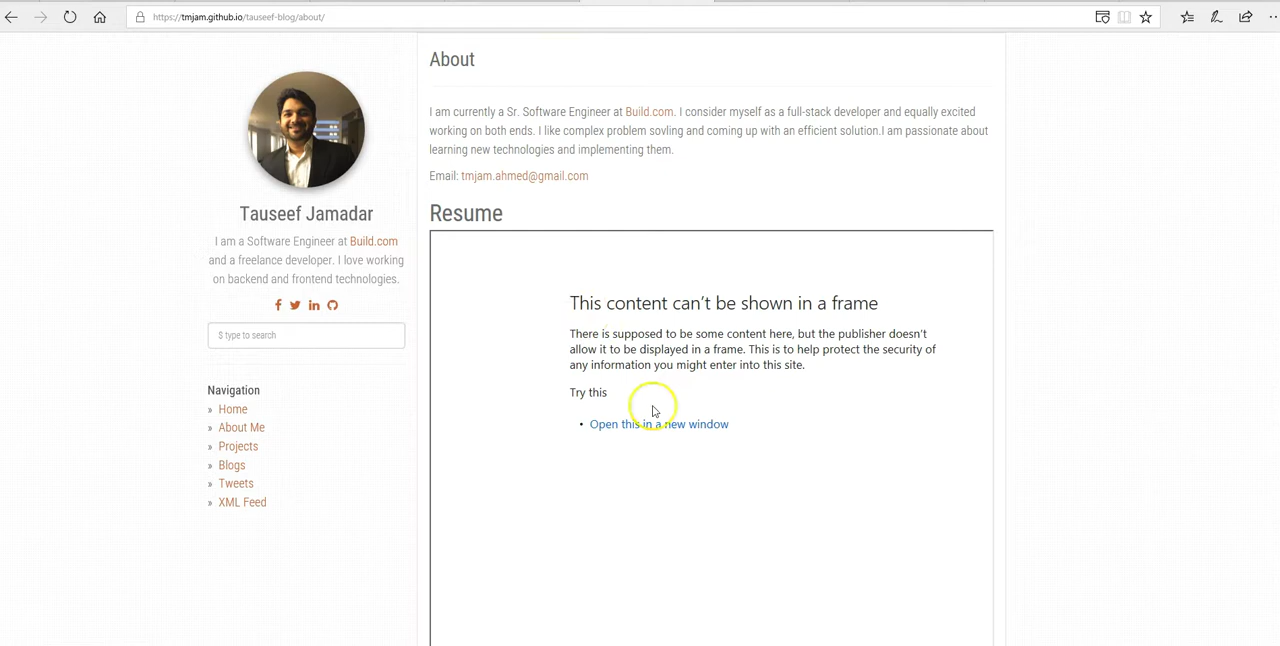 https://tmjam.github.io/tauseef-blog/about/
Tauseef Jamadar
I am a Software Engineer at Build.com
and a freelance developer. I love working
on backend and frontend technologies.
$ type to search
Navigation
» Home
» About Me
» Projects
» Blogs
» Tweets
» XML Feed
About
I am currently a Sr. Software Engineer at Build.com. I consider myself as a full-stack developer and equally excited
working on both ends. I like complex problem sovling and coming up with an efficient solution.I am passionate about
learning new technologies and implementing them.
Email: tmjam.ahmed@gmail.com
Resume
This content can't be shown in a frame
There is supposed to be some content here, but the publisher doesn't
allow it to be displayed in a frame. This is to help protect the security of
any information you might enter into this site.
Try this
• Open this in a new window